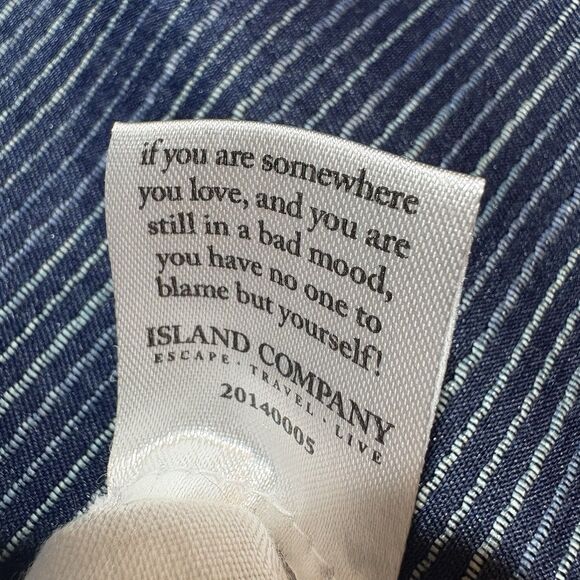 if you are somewhere
you love, and you are
still in a bad mood,
you have no one to
blame but yourself!
ISLAND COMPANY
ESCAPE · TRAVEL · LIVE
20140005